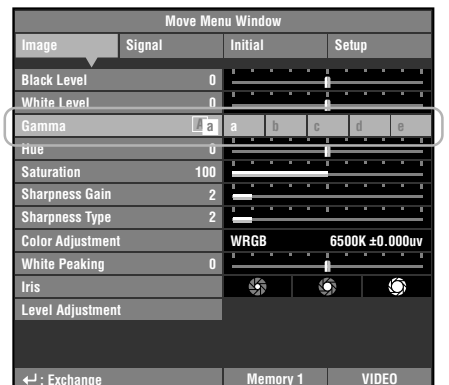 Move Menu Window
Image Signal Initial Setup
Black Level 0
White Level 0
Gamma A a a b c d e
Hue 0
Saturation 100
Sharpness Gain 2
Sharpness Type 2
Color Adjustment WRGB 6500K ±0.000uv
White Peaking 0
Iris
Level Adjustment
↵ : Exchange Memory 1 VIDEO